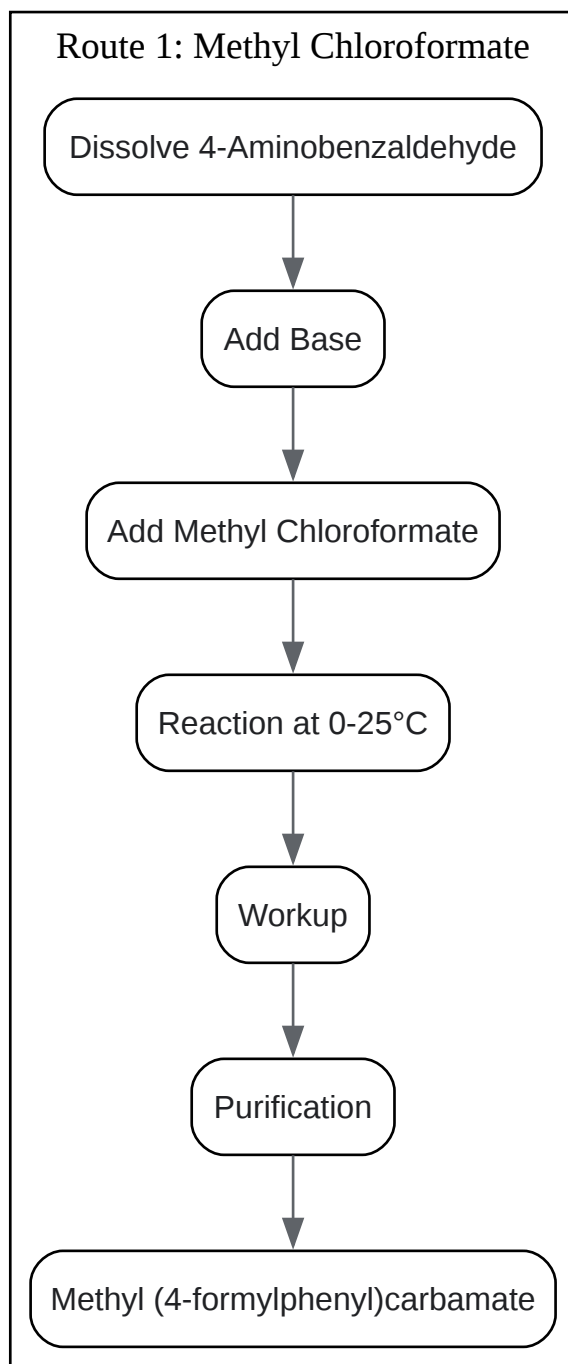 Route 1: Methyl Chloroformate
Dissolve 4-Aminobenzaldehyde
Add Base
Add Methyl Chloroformate
Reaction at 0-25°C
Workup
Purification
Methyl (4-formylphenyl)carbamate